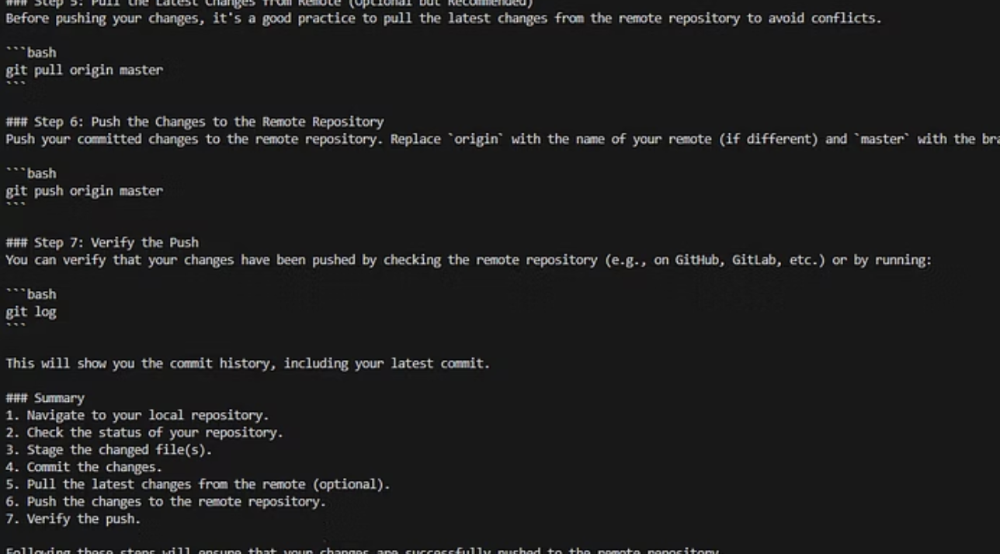 ### Step 5: Pull the Latest Changes from Remote (Optional but Recommended)
Before pushing your changes, it's a good practice to pull the latest changes from the remote repository to avoid conflicts.
```bash
git pull origin master
```
### Step 6: Push the Changes to the Remote Repository
Push your committed changes to the remote repository. Replace `origin` with the name of your remote (if different) and `master` with the bra
```bash
git push origin master
```
### Step 7: Verify the Push
You can verify that your changes have been pushed by checking the remote repository (e.g., on GitHub, GitLab, etc.) or by running:
```bash
git log
```
This will show you the commit history, including your latest commit.
### Summary
1. Navigate to your local repository.
2. Check the status of your repository.
3. Stage the changed file(s).
4. Commit the changes.
5. Pull the latest changes from the remote (optional).
6. Push the changes to the remote repository.
7. Verify the push.
Following these steps will ensure that your changes are successfully pushed to the remote repository.